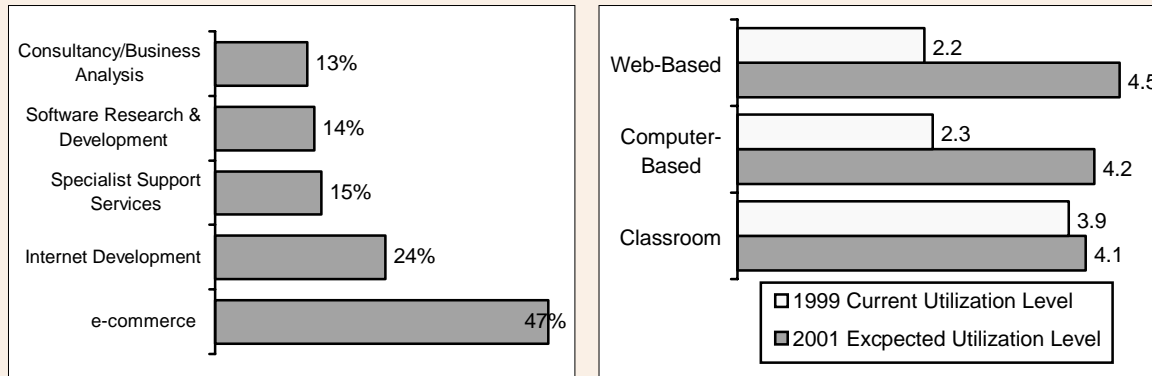 Consultancy/Business
Analysis
13%
Software Research &
Development
14%
Specialist Support
Services
15%
Internet Development
24%
e-commerce
47%
Web-Based
2.2
4.5
Computer-
Based
2.3
4.2
Classroom
3.9
4.1
1999 Current Utilization Level
2001 Excpected Utilization Level